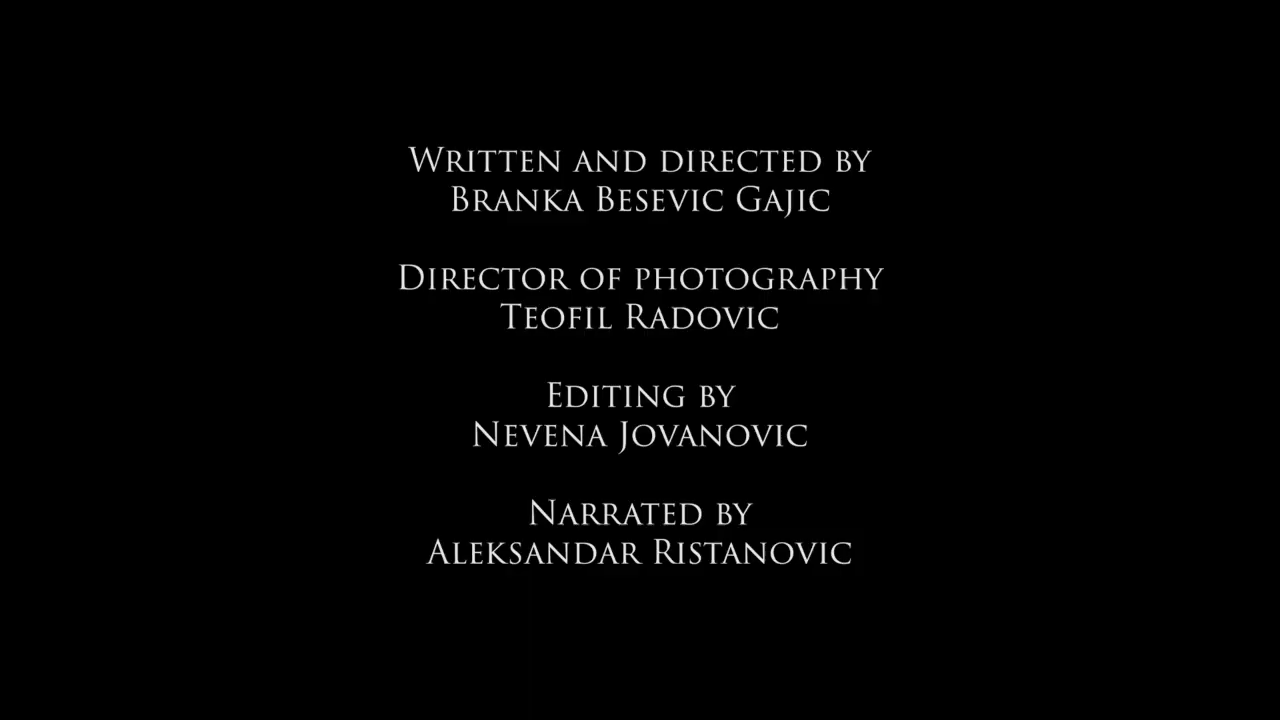 Written and directed by
Branka Besevic Gajic
Director of photography
Teofil Radovic
Editing by
Nevena Jovanovic
Narrated by
Aleksandar Ristanovic